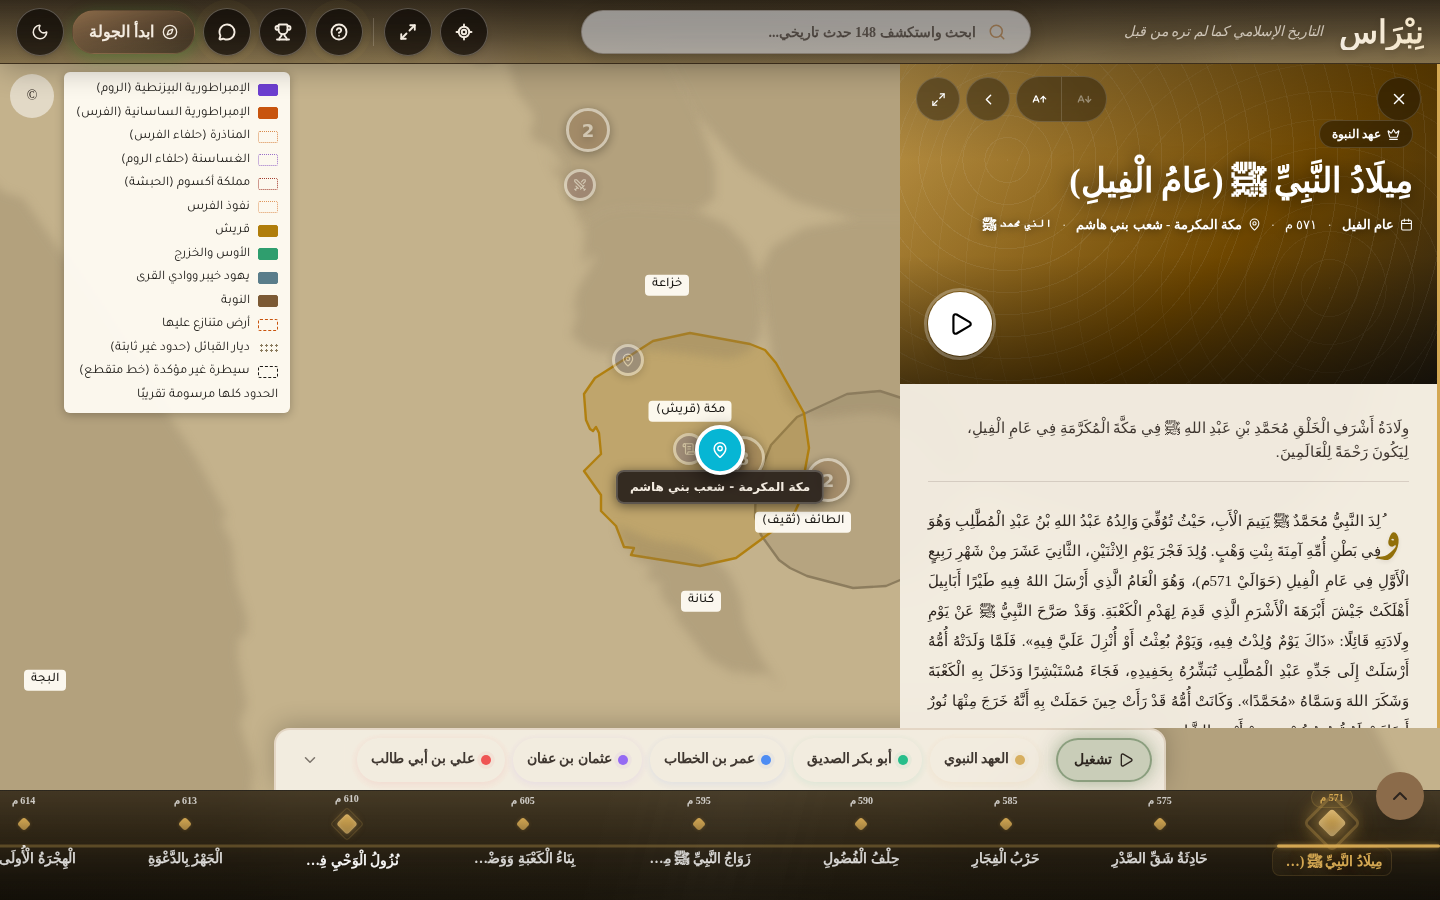 نِبْرَاس
التاريخ الإسلامي كما لم تره من قبل
ابحث واستكشف 148 حدث تاريخي...
ابدأ الجولة
©
الإمبراطورية البيزنطية (الروم)
الإمبراطورية الساسانية (الفرس)
المناذرة (حلفاء الفرس)
الغساسنة (حلفاء الروم)
مملكة أكسوم (الحبشة)
نفوذ الفرس
قريش
الأوس والخزرج
يهود خيبر ووادي القرى
النوبة
أرض متنازع عليها
ديار القبائل (حدود غير ثابتة)
سيطرة غير مؤكدة (خط متقطع)
الحدود كلها مرسومة تقريبًا
2
خزاعة
مكة (قريش)
3
2
مكة المكرمة - شعب بني هاشم
الطائف (ثقيف)
كنانة
البجة
A↑
A↓
عهد النبوة
مِيلَادُ النَّبِيِّ ﷺ (عَامُ الْفِيلِ)
عام الفيل · ٥٧١ م · مكة المكرمة - شعب بني هاشم · النبي محمد ﷺ
وِلَادَةُ أَشْرَفِ الْخَلْقِ مُحَمَّدِ بْنِ عَبْدِ اللهِ ﷺ فِي مَكَّةَ الْمُكَرَّمَةِ فِي عَامِ الْفِيلِ،
لِيَكُونَ رَحْمَةً لِلْعَالَمِينَ.
وُلِدَ النَّبِيُّ مُحَمَّدٌ ﷺ يَتِيمَ الْأَبِ، حَيْثُ تُوُفِّيَ وَالِدُهُ عَبْدُ اللهِ بْنُ عَبْدِ الْمُطَّلِبِ وَهُوَ
فِي بَطْنِ أُمِّهِ آمِنَةَ بِنْتِ وَهْبٍ. وُلِدَ فَجْرَ يَوْمِ الِاثْنَيْنِ، الثَّانِيَ عَشَرَ مِنْ شَهْرِ رَبِيعٍ
الْأَوَّلِ فِي عَامِ الْفِيلِ (حَوَالَيْ 571م)، وَهُوَ الْعَامُ الَّذِي أَرْسَلَ اللهُ فِيهِ طَيْرًا أَبَابِيلَ
أَهْلَكَتْ جَيْشَ أَبْرَهَةَ الْأَشْرَمِ الَّذِي قَدِمَ لِهَدْمِ الْكَعْبَةِ. وَقَدْ صَرَّحَ النَّبِيُّ ﷺ عَنْ يَوْمِ
وِلَادَتِهِ قَائِلًا: «ذَاكَ يَوْمٌ وُلِدْتُ فِيهِ، وَيَوْمٌ بُعِثْتُ أَوْ أُنْزِلَ عَلَيَّ فِيهِ». فَلَمَّا وَلَدَتْهُ أُمُّهُ
أَرْسَلَتْ إِلَى جَدِّهِ عَبْدِ الْمُطَّلِبِ تُبَشِّرُهُ بِحَفِيدِهِ، فَجَاءَ مُسْتَبْشِرًا وَدَخَلَ بِهِ الْكَعْبَةَ
وَشَكَرَ اللهَ وَسَمَّاهُ «مُحَمَّدًا». وَكَانَتْ أُمُّهُ قَدْ رَأَتْ حِينَ حَمَلَتْ بِهِ أَنَّهُ خَرَجَ مِنْهَا نُورٌ
تشغيل
العهد النبوي
أبو بكر الصديق
عمر بن الخطاب
عثمان بن عفان
علي بن أبي طالب
571 م
مِيلَادُ النَّبِيِّ ﷺ (...
575 م
حَادِثَةُ شَقِّ الصَّدْرِ
585 م
حَرْبُ الْفِجَارِ
590 م
حِلْفُ الْفُضُولِ
595 م
زَوَاجُ النَّبِيِّ ﷺ مِـ...
605 م
بِنَاءُ الْكَعْبَةِ وَوَضْـ...
610 م
نُزُولُ الْوَحْيِ فِـ...
613 م
الْجَهْرُ بِالدَّعْوَةِ
614 م
الْهِجْرَةُ الْأُولَى